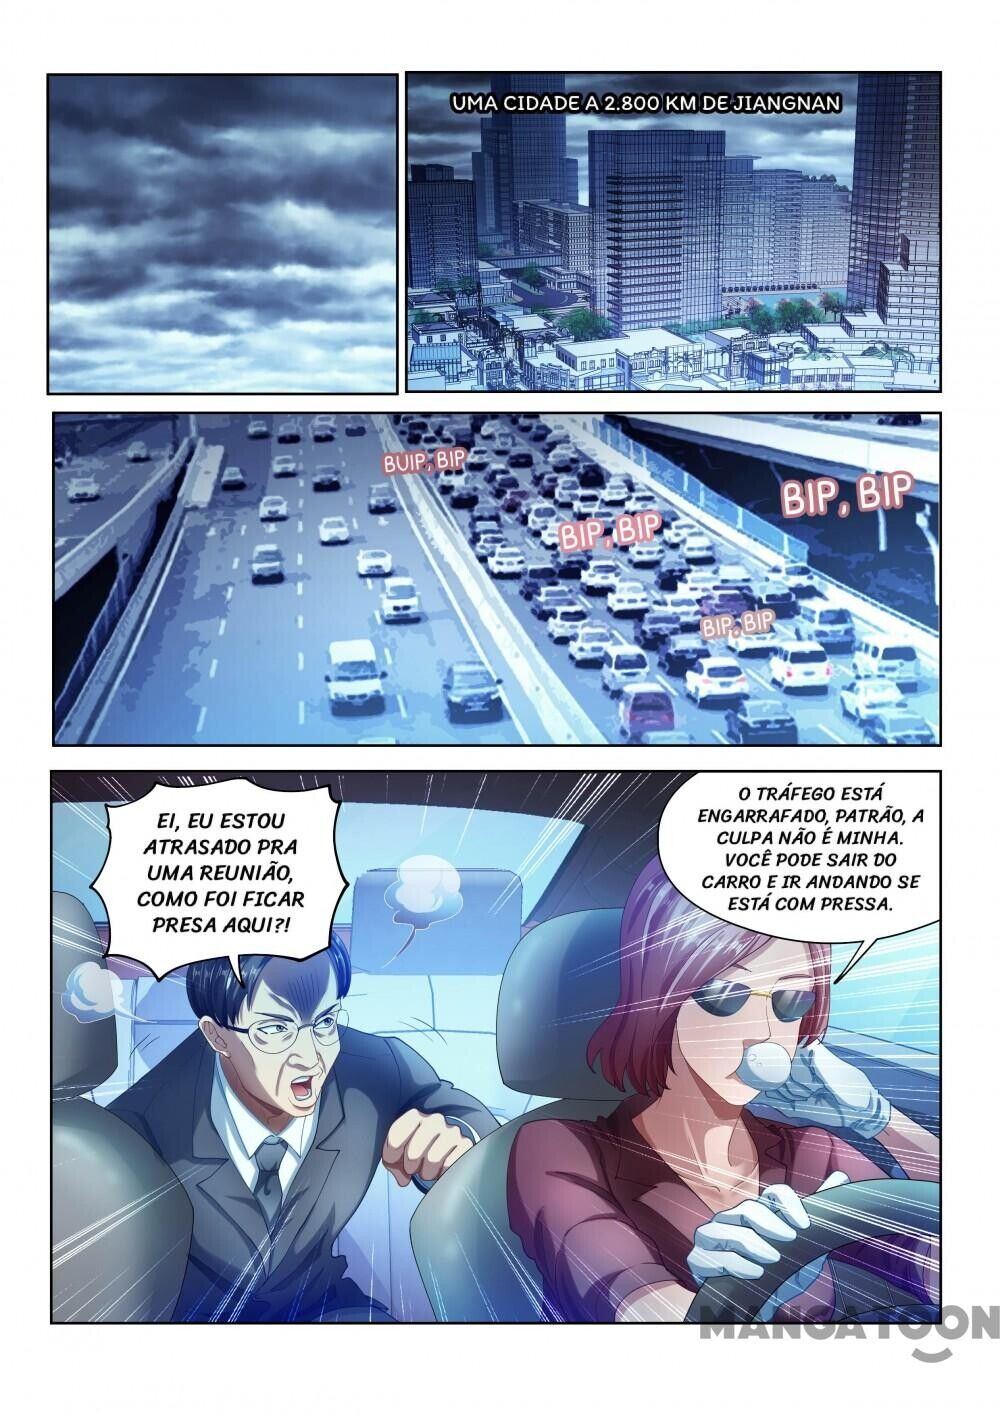 UMA CIDADE A 2.800 KM DE JIANGNAN
BUIP, BIP
BIP, BIP
BIP, BIP
BIP, BIP
EI, EU ESTOU
ATRASADO PRA
UMA REUNIÃO,
COMO FOI FICAR
PRESA AQUI?!
O TRÁFEGO ESTÁ
ENGARRAFADO, PATRÃO, A
CULPA NÃO É MINHA.
VOCÊ PODE SAIR DO
CARRO E IR ANDANDO SE
ESTÁ COM PRESSA.
MANGATOON